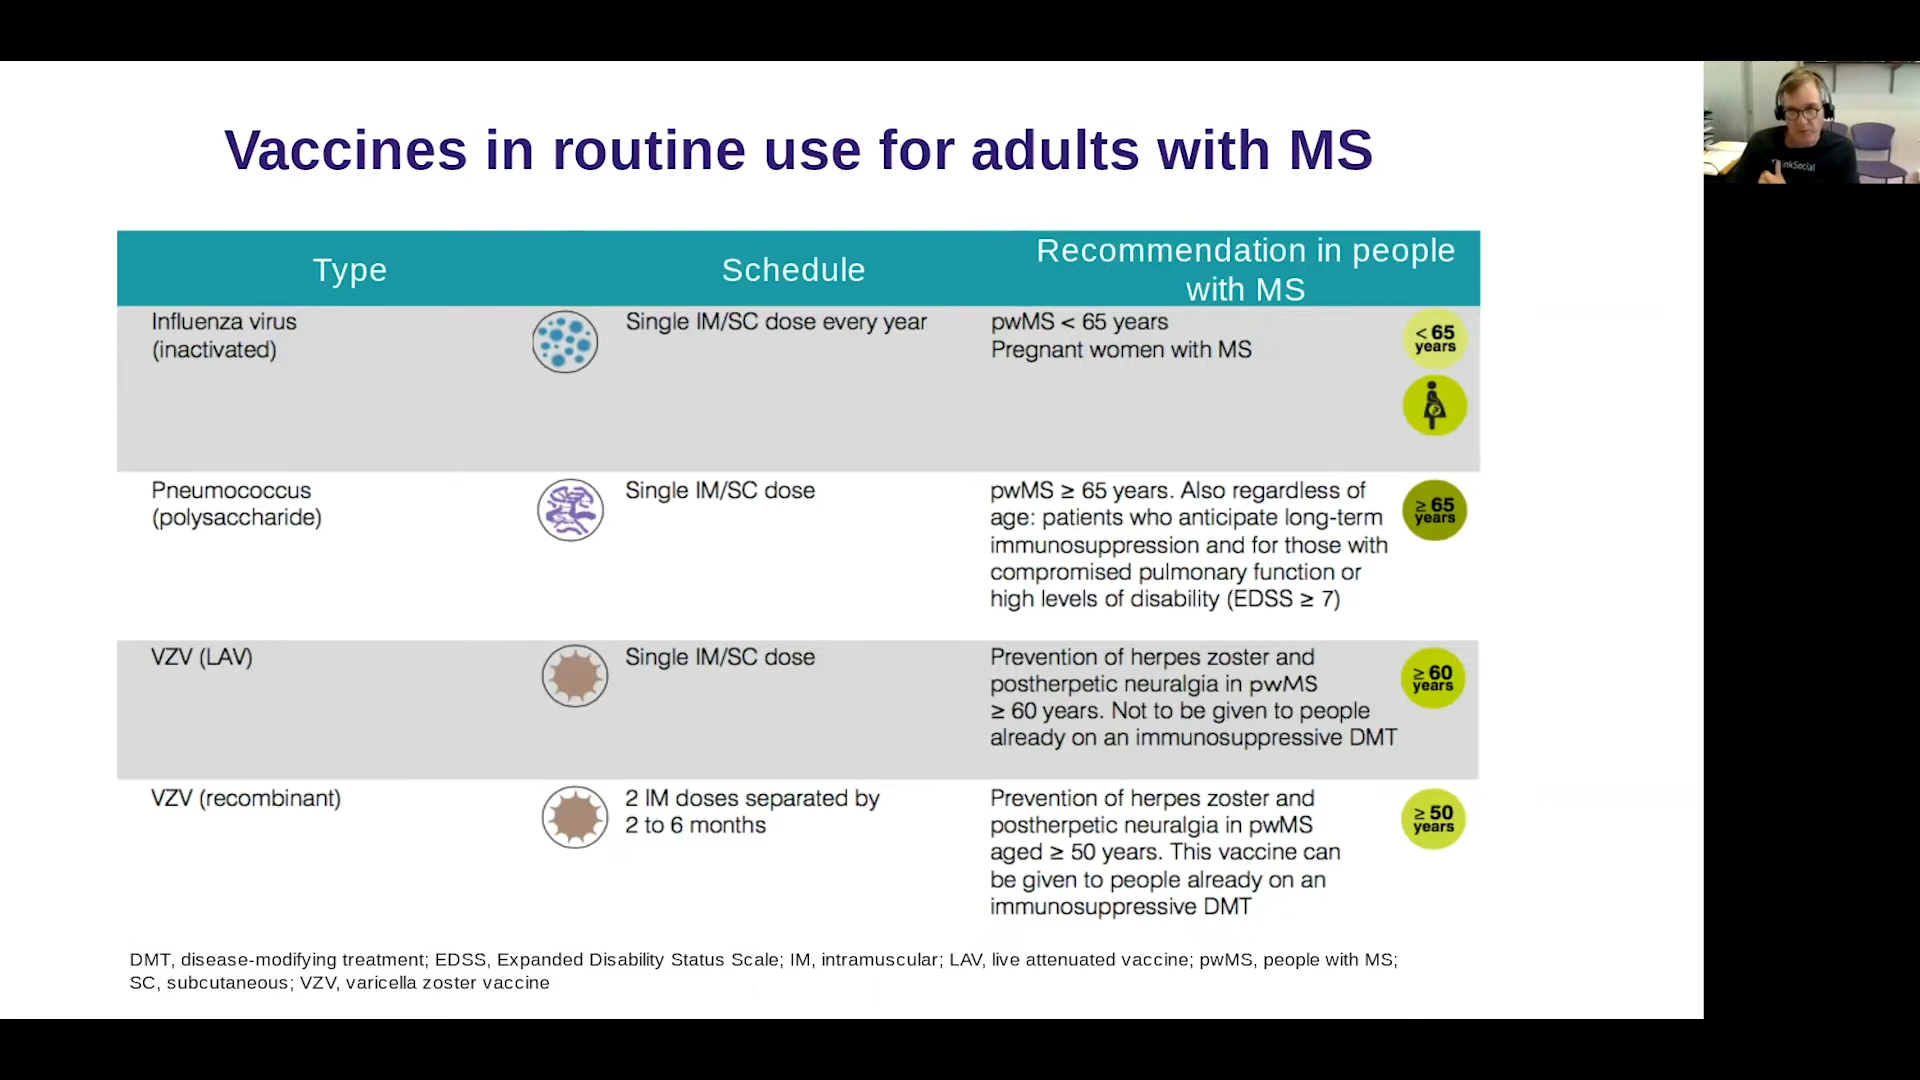 Vaccines in routine use for adults with MS
Type
Schedule
Recommendation in people
with MS
Influenza virus
(inactivated)
Single IM/SC dose every year
pwMS < 65 years
Pregnant women with MS
< 65
years
Pneumococcus
(polysaccharide)
Single IM/SC dose
pwMS ≥ 65 years. Also regardless of
age: patients who anticipate long-term
immunosuppression and for those with
compromised pulmonary function or
high levels of disability (EDSS ≥ 7)
≥ 65
years
VZV (LAV)
Single IM/SC dose
Prevention of herpes zoster and
postherpetic neuralgia in pwMS
≥ 60 years. Not to be given to people
already on an immunosuppressive DMT
≥ 60
years
VZV (recombinant)
2 IM doses separated by
2 to 6 months
Prevention of herpes zoster and
postherpetic neuralgia in pwMS
aged ≥ 50 years. This vaccine can
be given to people already on an
immunosuppressive DMT
≥ 50
years
DMT, disease-modifying treatment; EDSS, Expanded Disability Status Scale; IM, intramuscular; LAV, live attenuated vaccine; pwMS, people with MS;
SC, subcutaneous; VZV, varicella zoster vaccine